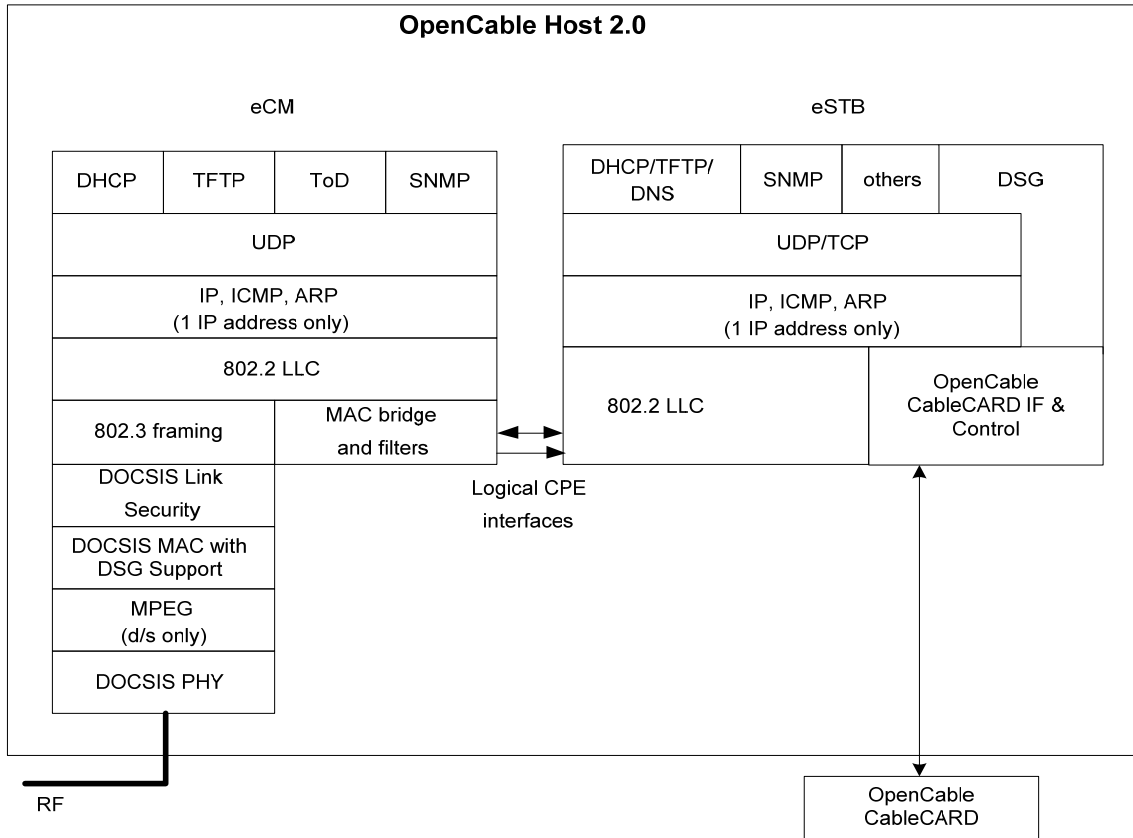 OpenCable Host 2.0
eCM
eSTB
DHCP
TFTP
ToD
SNMP
UDP
IP, ICMP, ARP
(1 IP address only)
802.2 LLC
802.3 framing
MAC bridge
and filters
DOCSIS Link
Security
DOCSIS MAC with
DSG Support
MPEG
(d/s only)
DOCSIS PHY
RF
Logical CPE
interfaces
DHCP/TFTP/
DNS
SNMP
others
DSG
UDP/TCP
IP, ICMP, ARP
(1 IP address only)
802.2 LLC
OpenCable
CableCARD IF &
Control
OpenCable
CableCARD